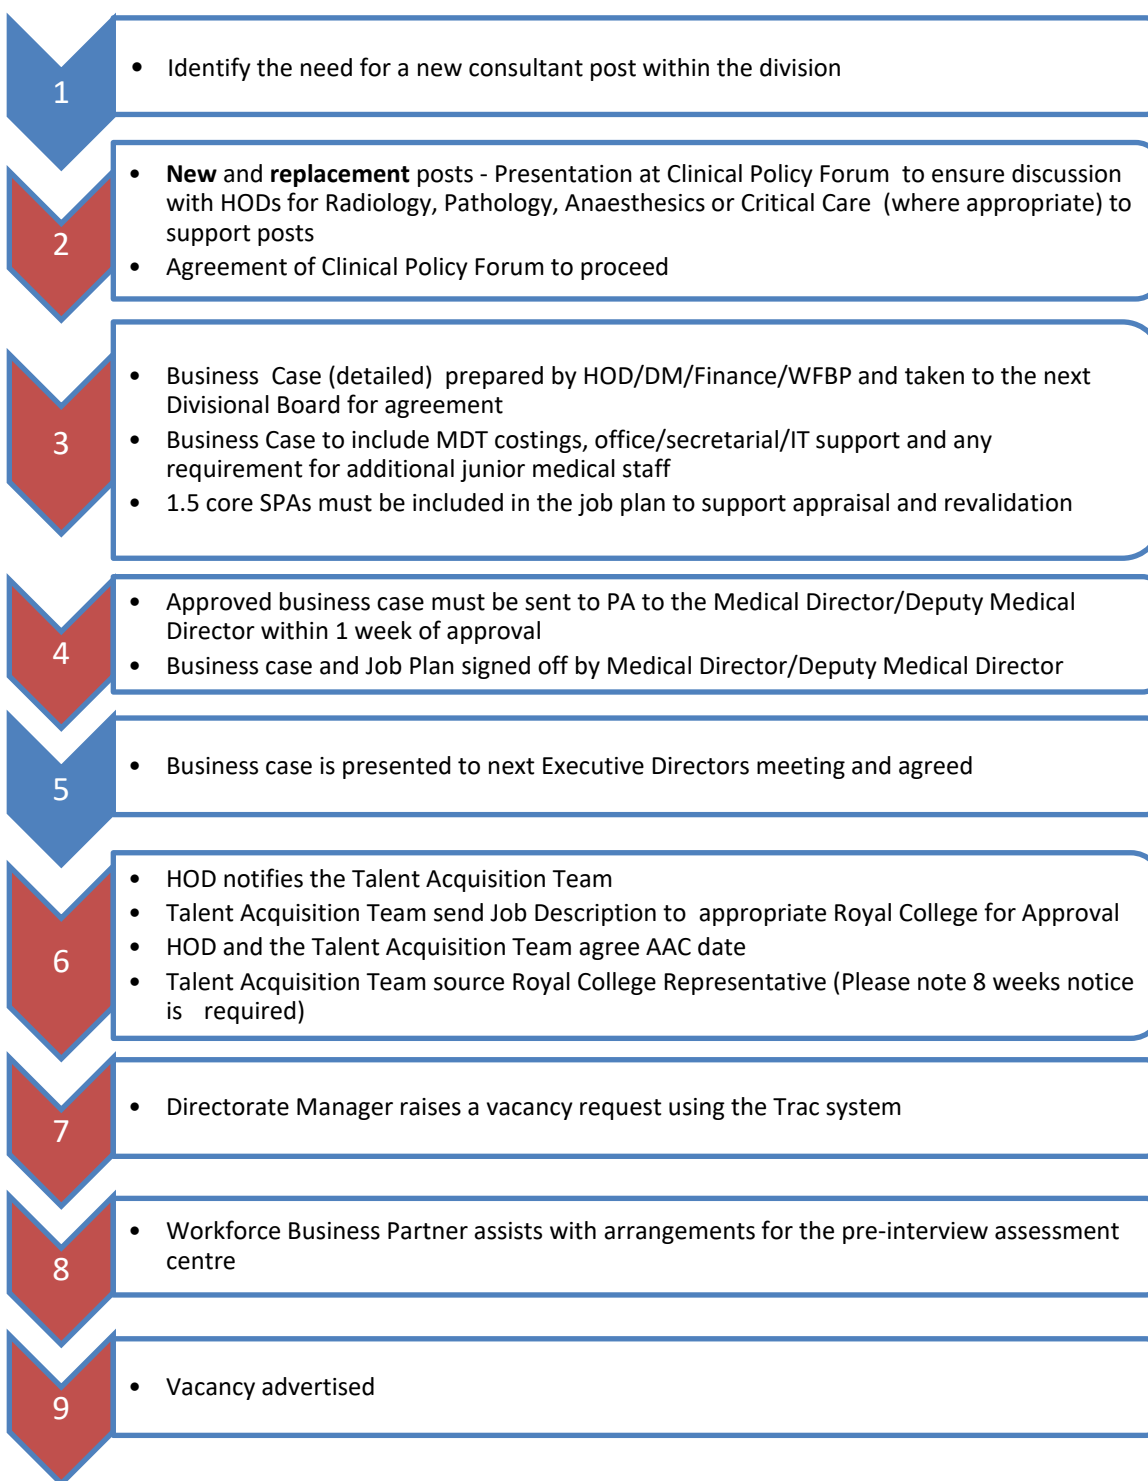 1
• Identify the need for a new consultant post within the division
2
• New and replacement posts - Presentation at Clinical Policy Forum to ensure discussion
with HODs for Radiology, Pathology, Anaesthesics or Critical Care (where appropriate) to
support posts
• Agreement of Clinical Policy Forum to proceed
3
• Business Case (detailed) prepared by HOD/DM/Finance/WFBP and taken to the next
Divisional Board for agreement
• Business Case to include MDT costings, office/secretarial/IT support and any
requirement for additional junior medical staff
• 1.5 core SPAs must be included in the job plan to support appraisal and revalidation
4
• Approved business case must be sent to PA to the Medical Director/Deputy Medical
Director within 1 week of approval
• Business case and Job Plan signed off by Medical Director/Deputy Medical Director
5
• Business case is presented to next Executive Directors meeting and agreed
6
• HOD notifies the Talent Acquisition Team
• Talent Acquisition Team send Job Description to appropriate Royal College for Approval
• HOD and the Talent Acquisition Team agree AAC date
• Talent Acquisition Team source Royal College Representative (Please note 8 weeks notice
is required)
7
• Directorate Manager raises a vacancy request using the Trac system
8
• Workforce Business Partner assists with arrangements for the pre-interview assessment
centre
9
• Vacancy advertised